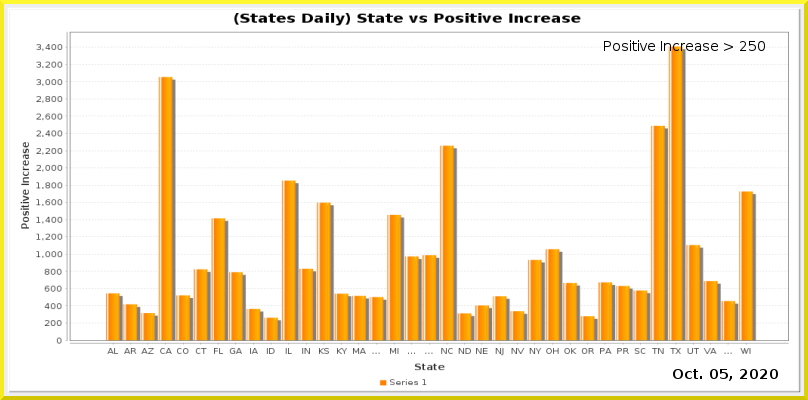 (States Daily) State vs Positive Increase
Positive Increase > 250
3,400
3,200
3,000
2,800
2,600
2,400
2,200
2,000
1,800
1,600
1,400
1,200
1,000
800
600
400
200
0
Positive Increase
AL AR AZ CA CO CT FL GA IA ID IL IN KS KY MA ... MI ... ... NC ND NE NJ NV NY OH OK OR PA PR SC TN TX UT VA ... WI
State
Oct. 05, 2020
Series 1